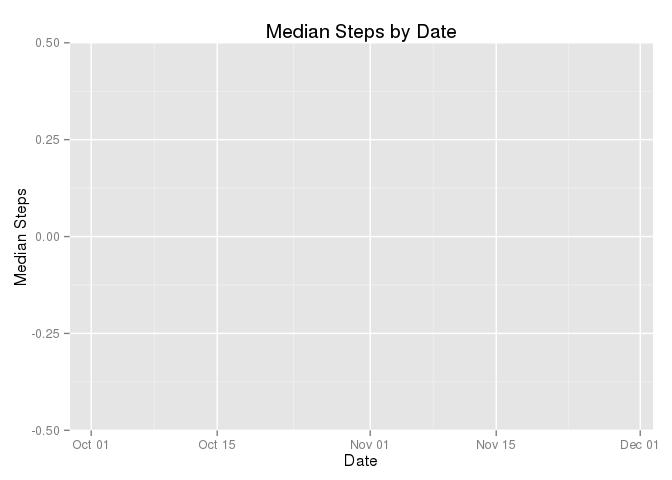 Median Steps by Date
Median Steps
0.50
0.25
0.00
-0.25
-0.50
Oct 01 Oct 15 Nov 01 Nov 15 Dec 01
Date